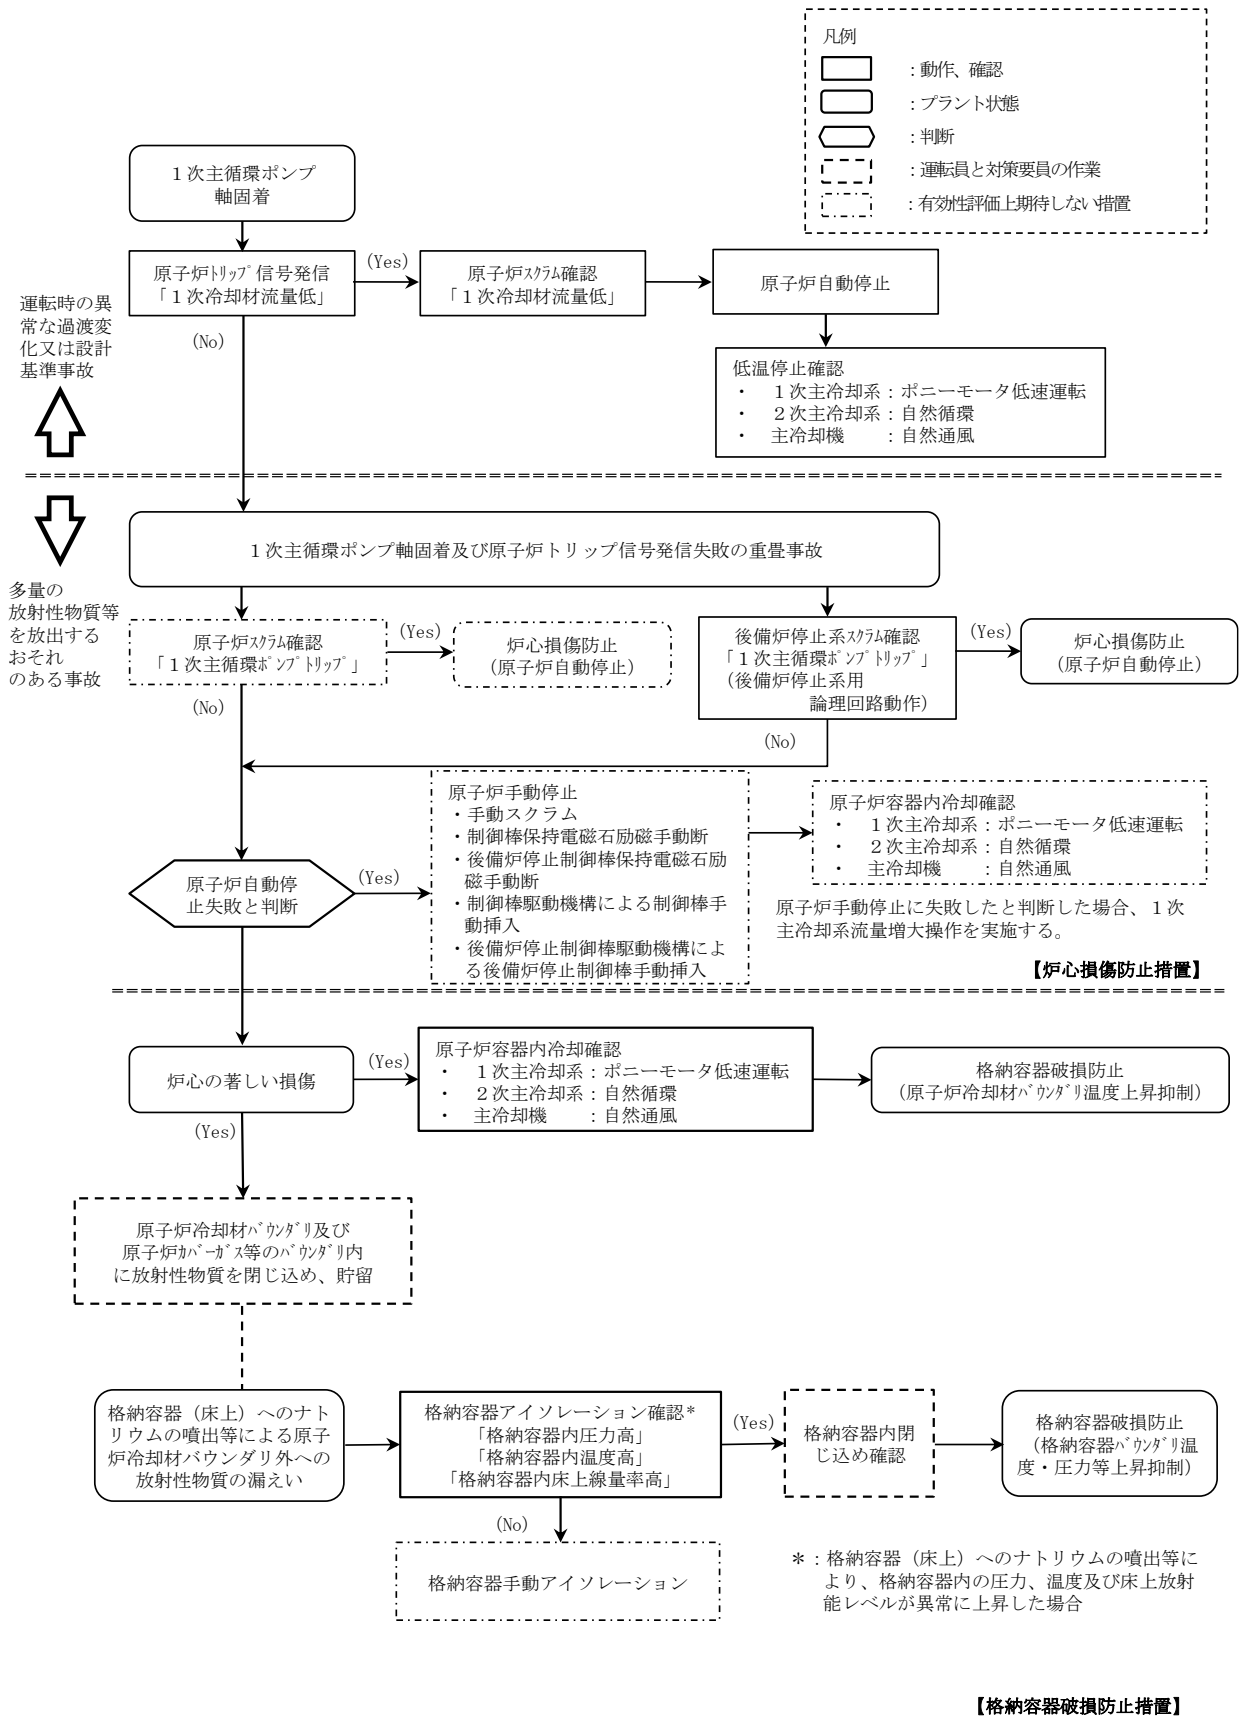 凡例
：動作、確認
：プラント状態
：判断
：運転員と対策要員の作業
：有効性評価上期待しない措置
１次主循環ポンプ
軸固着
原子炉ﾄﾘｯﾌﾟ信号発信
「１次冷却材流量低」
(Yes)
原子炉ｽｸﾗﾑ確認
「１次冷却材流量低」
原子炉自動停止
(No)
低温停止確認
・　１次主冷却系：ポニーモータ低速運転
・　２次主冷却系：自然循環
・　主冷却機　　：自然通風
運転時の異
常な過渡変
化又は設計
基準事故
多量の
放射性物質等
を放出する
おそれ
のある事故
１次主循環ポンプ軸固着及び原子炉トリップ信号発信失敗の重畳事故
原子炉ｽｸﾗﾑ確認
「１次主循環ﾎﾟﾝﾌﾟﾄﾘｯﾌﾟ」
(Yes)
炉心損傷防止
（原子炉自動停止）
(No)
後備炉停止系ｽｸﾗﾑ確認
「１次主循環ﾎﾟﾝﾌﾟﾄﾘｯﾌﾟ」
（後備炉停止系用
論理回路動作）
(Yes)
炉心損傷防止
（原子炉自動停止）
(No)
原子炉自動停
止失敗と判断
(Yes)
原子炉手動停止
・手動スクラム
・制御棒保持電磁石励磁手動断
・後備炉停止制御棒保持電磁石励
磁手動断
・制御棒駆動機構による制御棒手
動挿入
・後備炉停止制御棒駆動機構によ
る後備炉停止制御棒手動挿入
原子炉容器内冷却確認
・　１次主冷却系：ポニーモータ低速運転
・　２次主冷却系：自然循環
・　主冷却機　　：自然通風
原子炉手動停止に失敗したと判断した場合、１次
主冷却系流量増大操作を実施する。
【炉心損傷防止措置】
炉心の著しい損傷
(Yes)
原子炉容器内冷却確認
・　１次主冷却系：ポニーモータ低速運転
・　２次主冷却系：自然循環
・　主冷却機　　：自然通風
格納容器破損防止
（原子炉冷却材ﾊﾞｳﾝﾀﾞﾘ温度上昇抑制）
(Yes)
原子炉冷却材ﾊﾞｳﾝﾀﾞﾘ及び
原子炉ｶﾊﾞｰｶﾞｽ等のﾊﾞｳﾝﾀﾞﾘ内
に放射性物質を閉じ込め、貯留
格納容器（床上）へのナト
リウムの噴出等による原子
炉冷却材バウンダリ外への
放射性物質の漏えい
格納容器アイソレーション確認*
「格納容器内圧力高」
「格納容器内温度高」
「格納容器内床上線量率高」
(Yes)
格納容器内閉
じ込め確認
格納容器破損防止
（格納容器ﾊﾞｳﾝﾀﾞﾘ温
度・圧力等上昇抑制）
(No)
格納容器手動アイソレーション
＊：格納容器（床上）へのナトリウムの噴出等に
より、格納容器内の圧力、温度及び床上放射
能レベルが異常に上昇した場合
【格納容器破損防止措置】